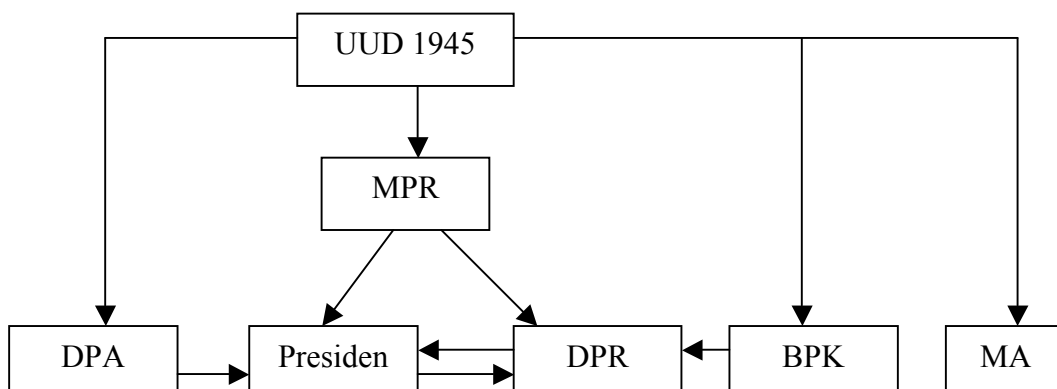 UUD 1945
MPR
DPA
Presiden
DPR
BPK
MA